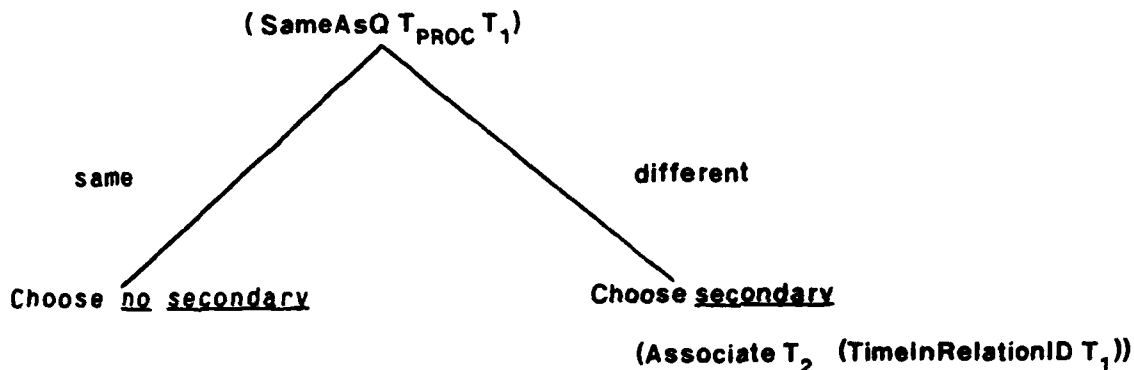 (SameAsQ T_PROC T_1)
same
different
Choose no secondary
Choose secondary
(Associate T_2 (TimeInRelationID T_1))